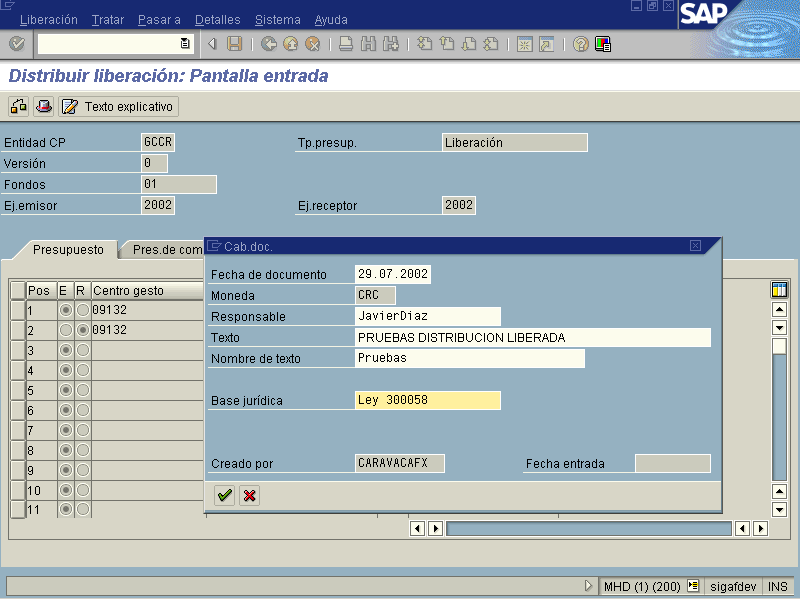 Liberación Tratar Pasar a Detalles Sistema Ayuda
SAP
Distribuir liberación: Pantalla entrada
Texto explicativo
Entidad CP GCCR Tp.presup. Liberación
Versión 0
Fondos 01
Ej.emisor 2002 Ej.receptor 2002
Presupuesto Pres.de com
Cab.doc.
Fecha de documento 29.07.2002
Moneda CRC
Responsable JavierDiaz
Texto PRUEBAS DISTRIBUCION LIBERADA
Nombre de texto Pruebas
Base jurídica Ley 300058
Creado por CARAVACAFX Fecha entrada
Pos E R Centro gesto
1 09132
2 09132
3
4
5
6
7
8
9
10
11
MHD (1) (200) sigafdev INS